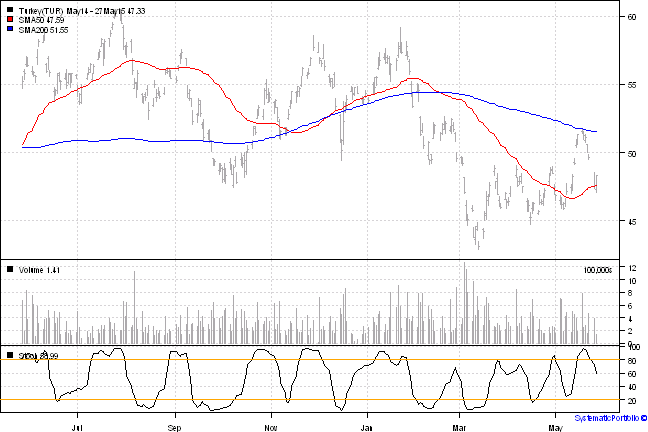 Turkey(TUR) May14 - 27May15 47.33
SMA50 47.59
SMA200 51.55
60
55
50
45
Volume 1.41
100,000s
12
10
8
6
4
2
0
100
80
60
40
20
Jul
Sep
Nov
Jan
Mar
May
SystematicPortfolio ©